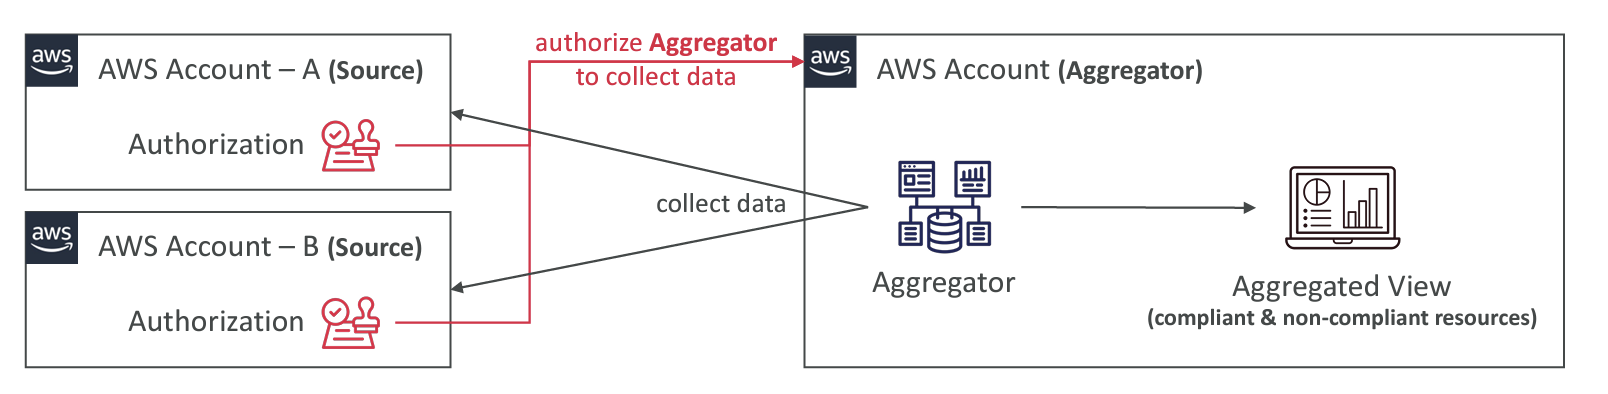 aws
AWS Account – A (Source)
Authorization
aws
AWS Account – B (Source)
Authorization
authorize Aggregator
to collect data
collect data
aws
AWS Account (Aggregator)
Aggregator
Aggregated View
(compliant & non-compliant resources)